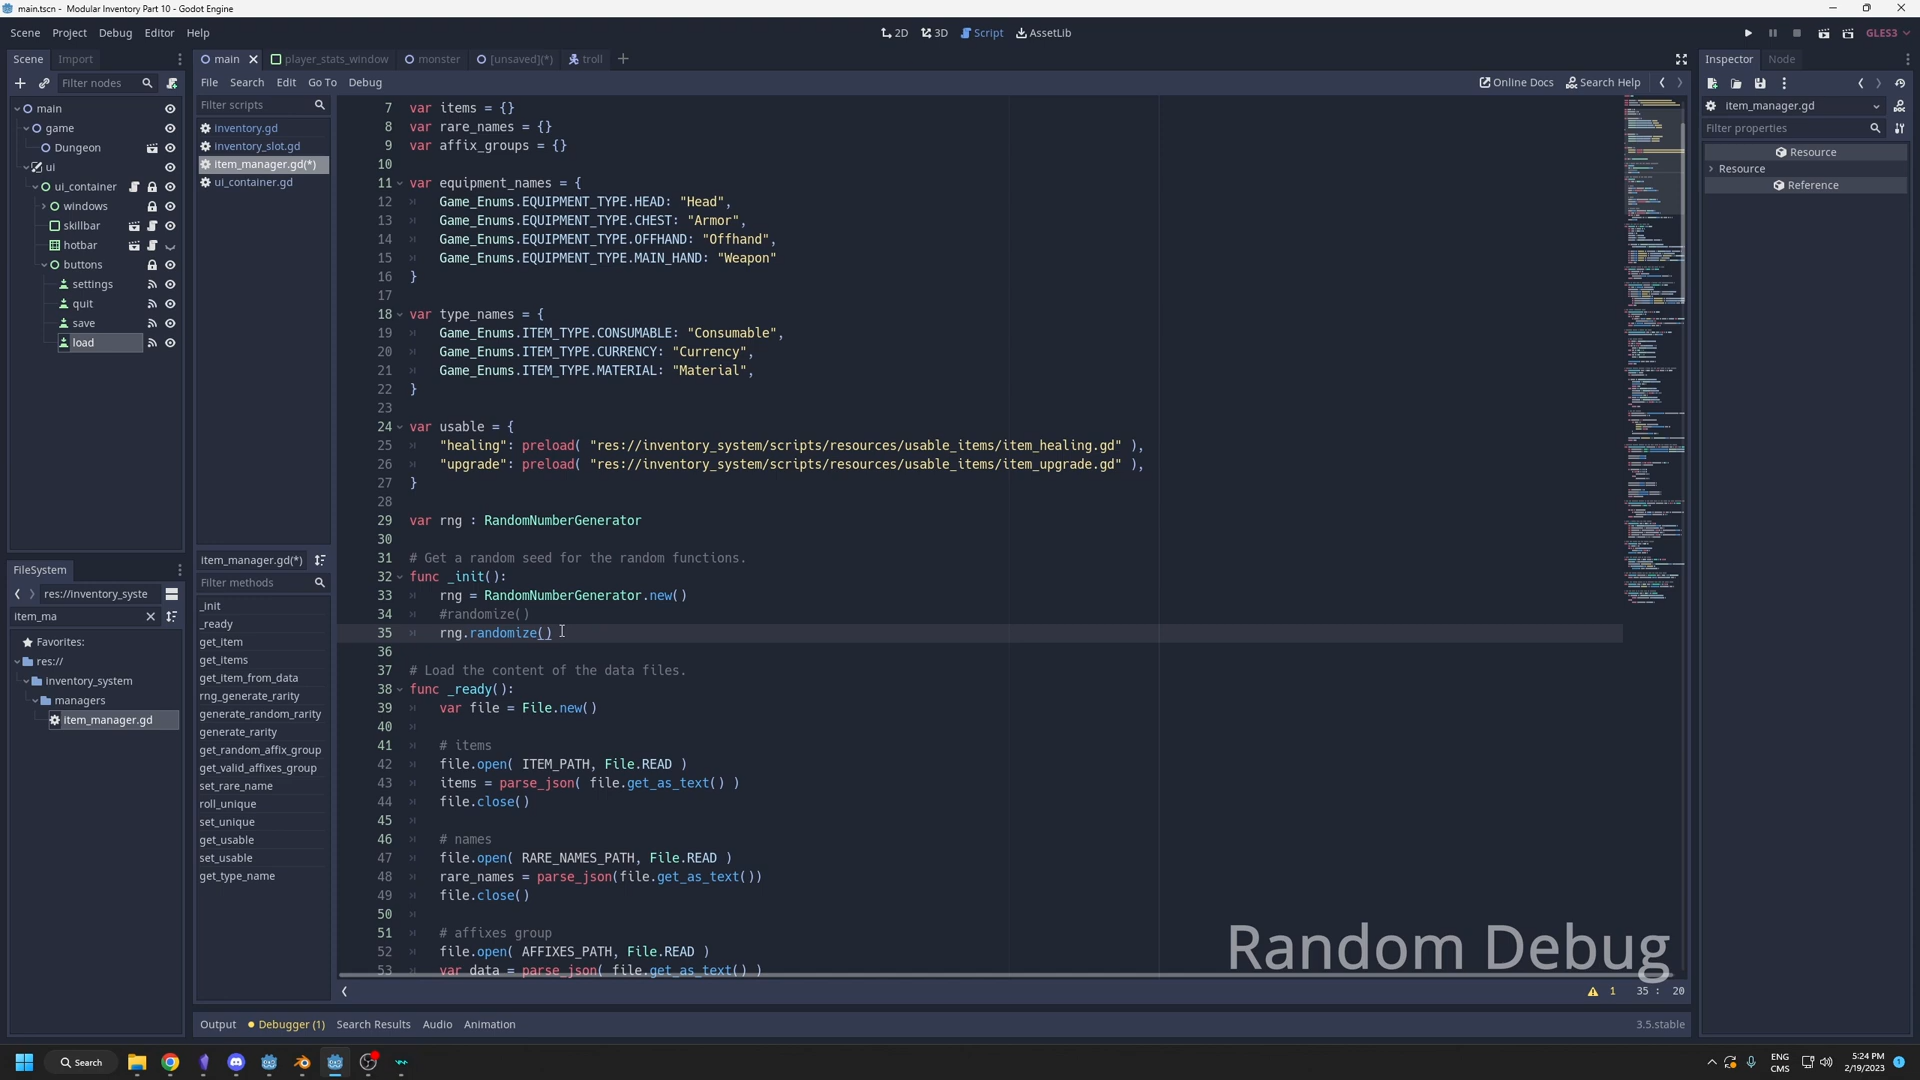 main.tscn - Modular Inventory Part 10 - Godot Engine
Scene Project Debug Editor Help
2D 3D Script AssetLib
GLES3
Scene Import
main player_stats_window monster [unsaved](*) troll
Inspector Node
Filter nodes
File Search Edit Go To Debug
Online Docs Search Help
Filter scripts
item_manager.gd
Filter properties
Resource
Resource
Reference
main
game
Dungeon
ui
ui_container
windows
skillbar
hotbar
buttons
settings
quit
save
load
inventory.gd
inventory_slot.gd
item_manager.gd(*)
ui_container.gd
7 var items = {}
8 var rare_names = {}
9 var affix_groups = {}
10
11 var equipment_names = {
12 Game_Enums.EQUIPMENT_TYPE.HEAD: "Head",
13 Game_Enums.EQUIPMENT_TYPE.CHEST: "Armor",
14 Game_Enums.EQUIPMENT_TYPE.OFFHAND: "Offhand",
15 Game_Enums.EQUIPMENT_TYPE.MAIN_HAND: "Weapon"
16 }
17
18 var type_names = {
19 Game_Enums.ITEM_TYPE.CONSUMABLE: "Consumable",
20 Game_Enums.ITEM_TYPE.CURRENCY: "Currency",
21 Game_Enums.ITEM_TYPE.MATERIAL: "Material",
22 }
23
24 var usable = {
25 "healing": preload( "res://inventory_system/scripts/resources/usable_items/item_healing.gd" ),
26 "upgrade": preload( "res://inventory_system/scripts/resources/usable_items/item_upgrade.gd" ),
27 }
28
29 var rng : RandomNumberGenerator
30
31 # Get a random seed for the random functions.
32 func _init():
33 rng = RandomNumberGenerator.new()
34 #randomize()
35 rng.randomize()
36
37 # Load the content of the data files.
38 func _ready():
39 var file = File.new()
40
41 # items
42 file.open( ITEM_PATH, File.READ )
43 items = parse_json( file.get_as_text() )
44 file.close()
45
46 # names
47 file.open( RARE_NAMES_PATH, File.READ )
48 rare_names = parse_json(file.get_as_text())
49 file.close()
50
51 # affixes group
52 file.open( AFFIXES_PATH, File.READ )
53 var data = parse_json( file.get_as_text() )
FileSystem
res://inventory_syste
item_ma
Favorites:
res://
inventory_system
managers
item_manager.gd
item_manager.gd(*)
Filter methods
_init
_ready
get_item
get_items
get_item_from_data
rng_generate_rarity
generate_random_rarity
generate_rarity
get_random_affix_group
get_valid_affixes_group
set_rare_name
roll_unique
set_unique
get_usable
set_usable
get_type_name
Random Debug
1 35 : 20
Output Debugger (1) Search Results Audio Animation
3.5.stable
Search
ENG
CMS
5:24 PM
2/19/2023
1